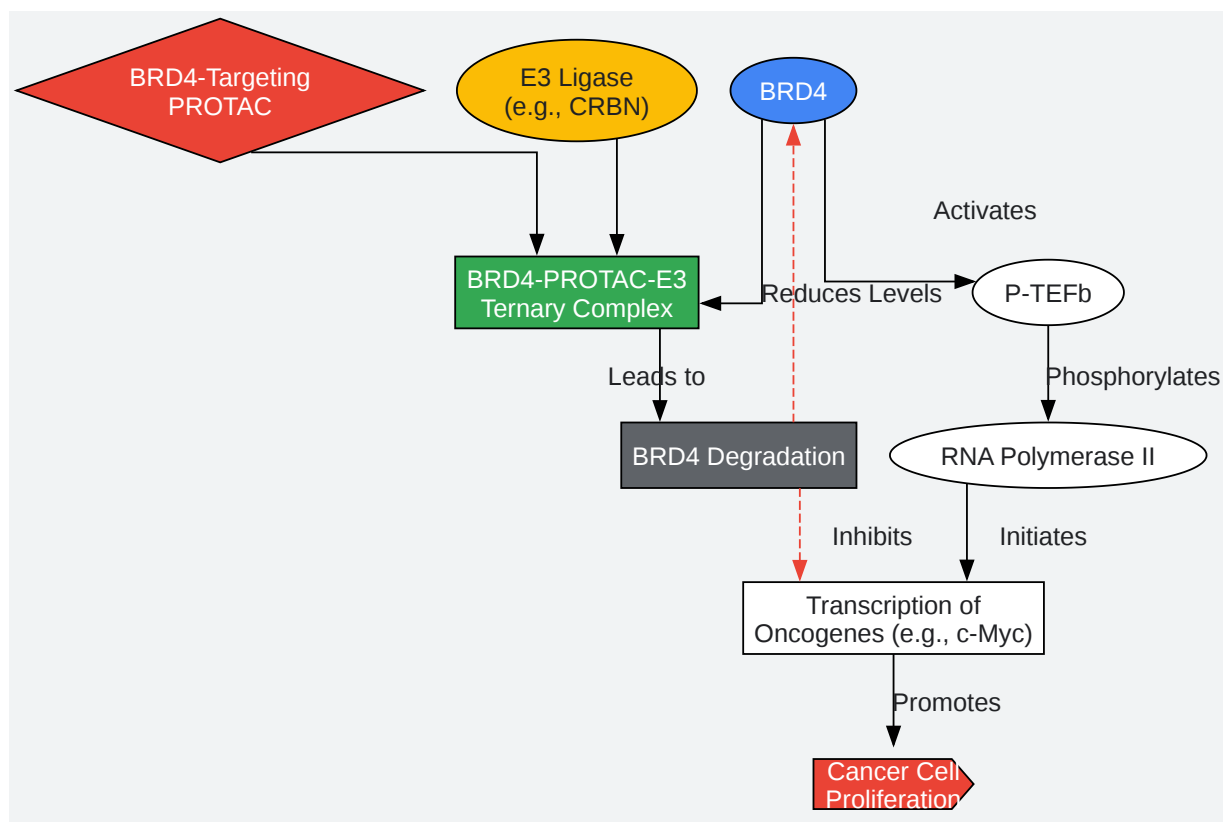 BRD4-Targeting
PROTAC
E3 Ligase
(e.g., CRBN)
BRD4
Activates
BRD4-PROTAC-E3
Ternary Complex
Reduces Levels
P-TEFb
Leads to
Phosphorylates
BRD4 Degradation
RNA Polymerase II
Inhibits
Initiates
Transcription of
Oncogenes (e.g., c-Myc)
Promotes
Cancer Cell
Proliferation